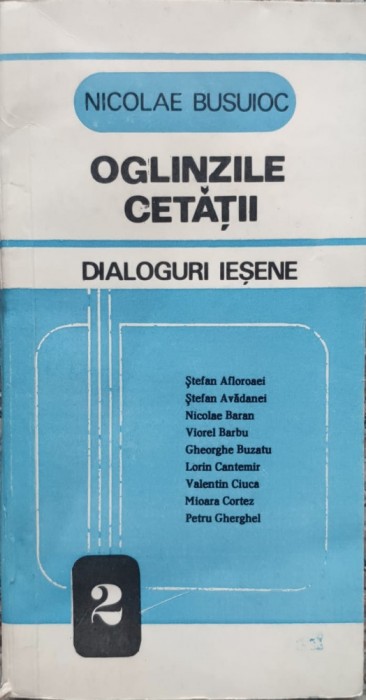 NICOLAE BUSUIOC
OGLINZILE
CETĂȚII
DIALOGURI IEȘENE
Ștefan Afloroaei
Ștefan Avădanei
Nicolae Baran
Viorel Barbu
Gheorghe Buzatu
Lorin Cantemir
Valentin Ciuca
Mioara Cortez
Petru Gherghel
2